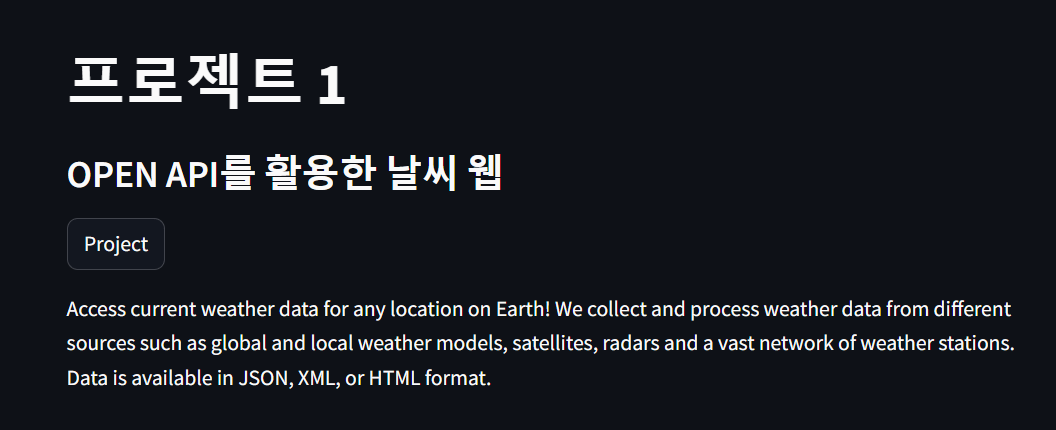 프로젝트 1
OPEN API를 활용한 날씨 웹
Project
Access current weather data for any location on Earth! We collect and process weather data from different
sources such as global and local weather models, satellites, radars and a vast network of weather stations.
Data is available in JSON, XML, or HTML format.